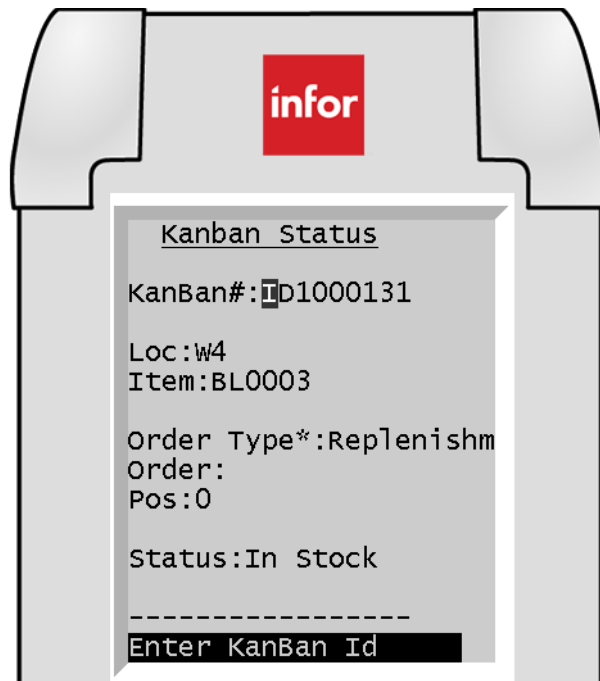 infor
Kanban Status
KanBan#:ID1000131
Loc:W4
Item:BL0003
Order Type*:Replenishm
Order:
Pos:0
Status:In Stock
-----------------
Enter KanBan Id